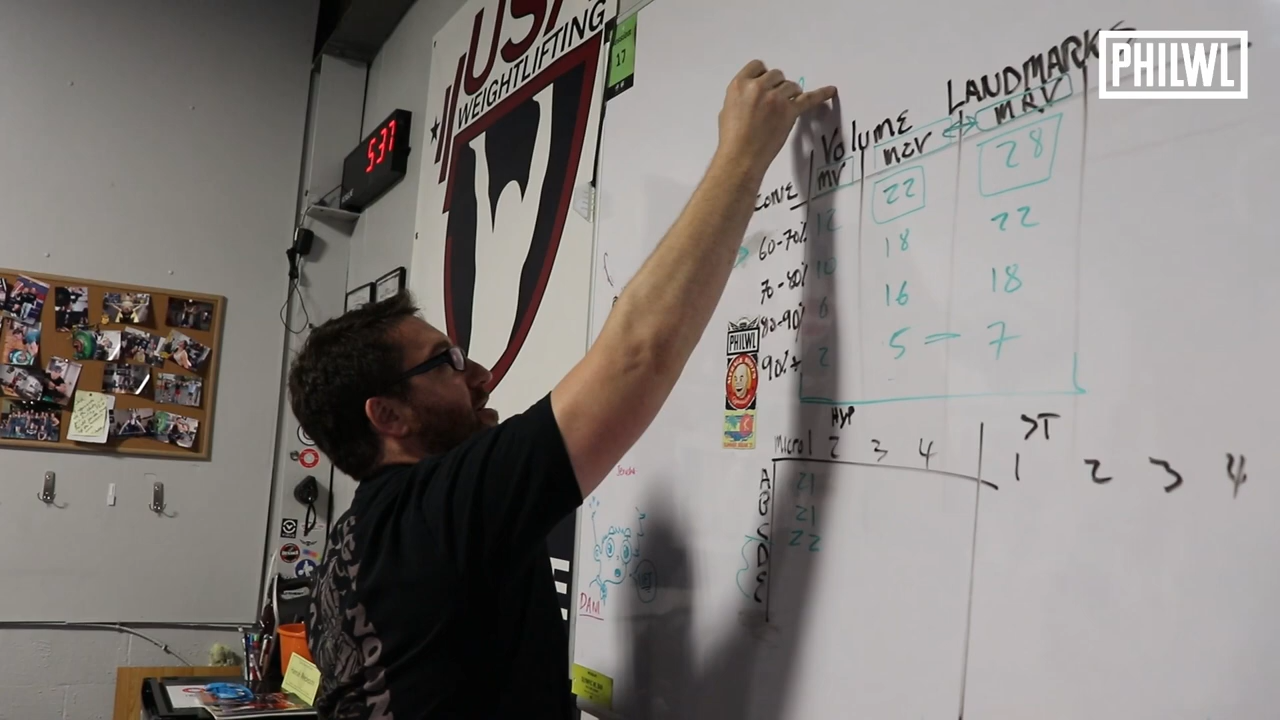 PHILWL
USA
WEIGHTLIFTING
17
5:37
Volume LANDMARKS
ZONE MV MEV ↔ MRV
12 22 28
60-70% 10 18 22
70-80% 6 16 18
80-90% 2 5 = 7
90%+
PHILWL
HYP ST
Micro 1 2 3 4 1 2 3 4
A 21
B 21
C 22
D
E
DAN